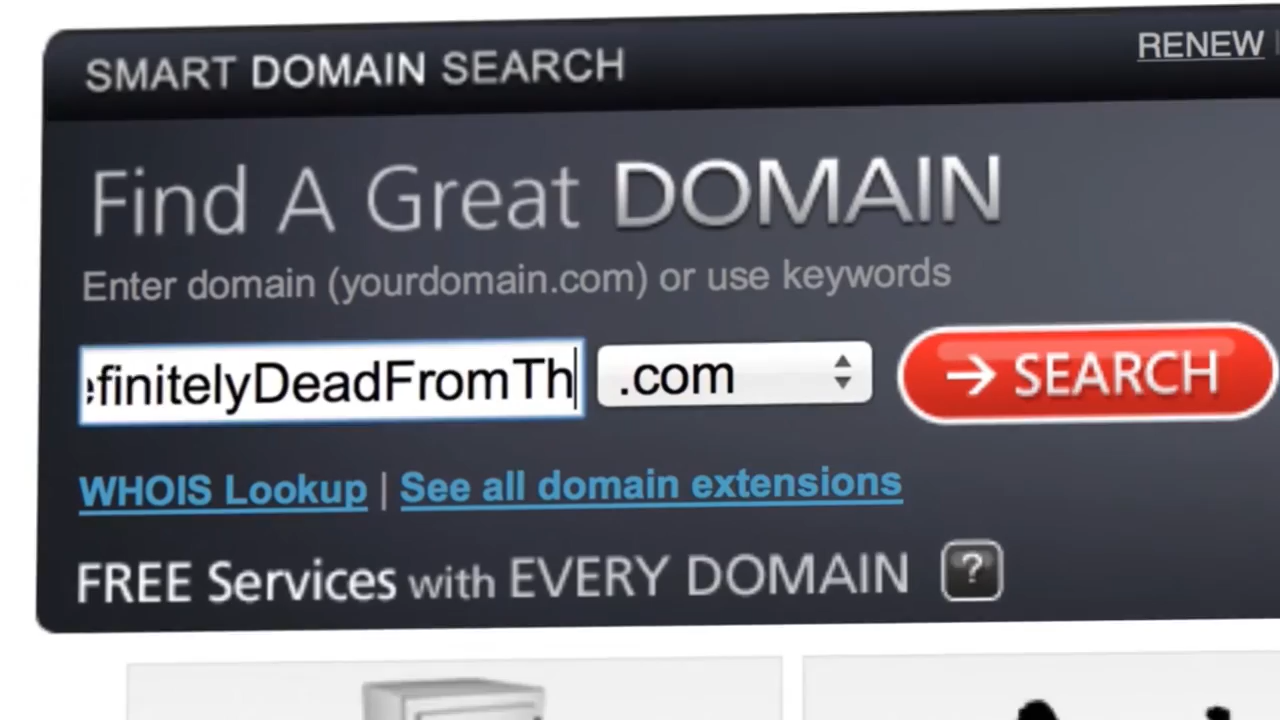 SMART DOMAIN SEARCH
RENEW
Find A Great DOMAIN
Enter domain (yourdomain.com) or use keywords
efinitelyDeadFromTh
.com
→ SEARCH
WHOIS Lookup | See all domain extensions
FREE Services with EVERY DOMAIN ?